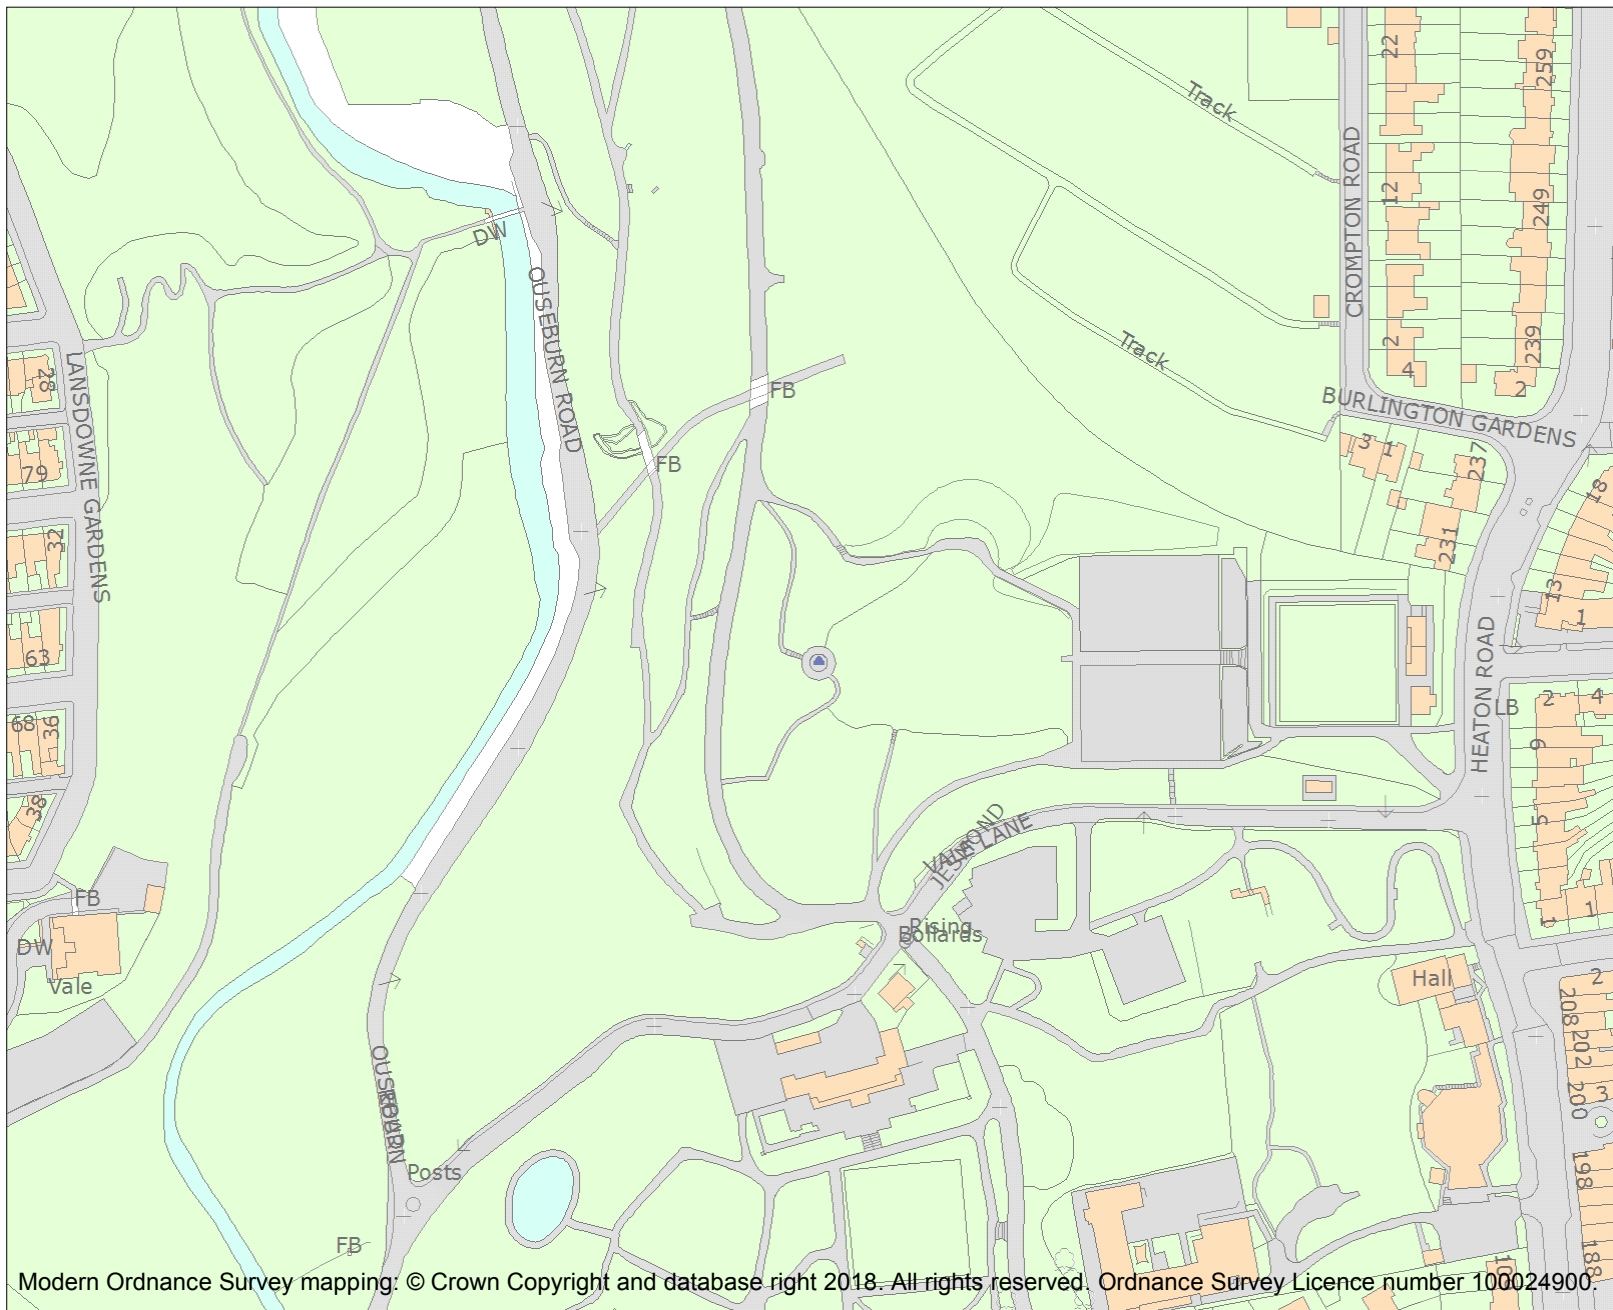 22
259
Track
CROMPTON ROAD
12
249
DW
OUSEBURN ROAD
239
2
4
2
Track
LANSDOWNE GARDENS
28
FB
BURLINGTON GARDENS
3
1
237
FB
79
18
32
231
13
1
HEATON ROAD
63
2
4
LB
68
36
9
38
5
JESMOND VALE LANE
FB
1
1
Rising
Bollards
DW
Vale
Hall
2
208
202
200
3
OUSEBURN ROAD
Posts
198
FB
188
Modern Ordnance Survey mapping: © Crown Copyright and database right 2018. All rights reserved. Ordnance Survey Licence number 100024900.